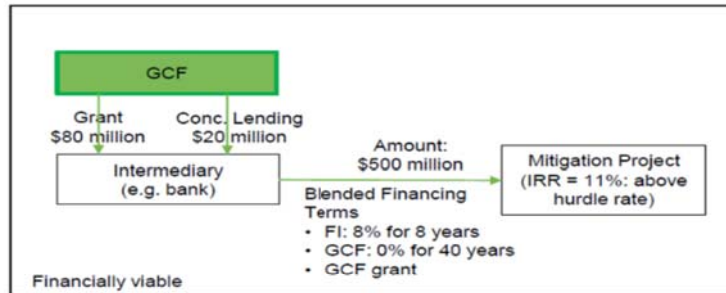 GCF
Grant
$80 million
Conc. Lending
$20 million
Intermediary
(e.g. bank)
Amount:
$500 million
Blended Financing
Terms
• FI: 8% for 8 years
• GCF: 0% for 40 years
• GCF grant
Mitigation Project
(IRR = 11%: above
hurdle rate)
Financially viable